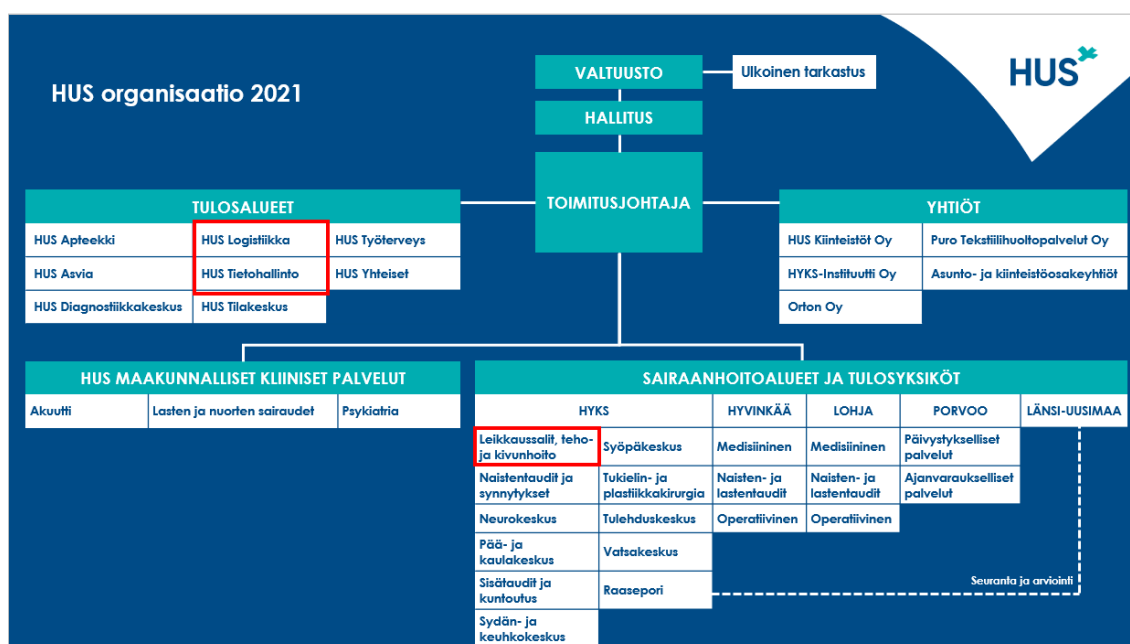 HUS organisaatio 2021
HUS
VALTUUSTO
Ulkoinen tarkastus
HALLITUS
TOIMITUSJOHTAJA
TULOSALUEET
HUS Apteekki
HUS Logistiikka
HUS Työterveys
HUS Asvia
HUS Tietohallinto
HUS Yhteiset
HUS Diagnostiikkakeskus
HUS Tilakeskus
YHTIÖT
HUS Kiinteistöt Oy
Puro Tekstiilihuoltopalvelut Oy
HYKS-Instituutti Oy
Asunto- ja kiinteistöosakeyhtiöt
Orton Oy
HUS MAAKUNNALLISET KLIINISET PALVELUT
Akuutti
Lasten ja nuorten sairaudet
Psykiatria
SAIRAANHOITOALUEET JA TULOSYKSIKÖT
HYKS
HYVINKÄÄ
LOHJA
PORVOO
LÄNSI-UUSIMAA
Leikkaussalit, teho-
ja kivunhoito
Syöpäkeskus
Medisiininen
Medisiininen
Päivystykselliset
palvelut
Naistentaudit ja
synnytykset
Tukielin- ja
plastiikkakirurgia
Naisten- ja
lastentaudit
Naisten- ja
lastentaudit
Ajanvaraukselliset
palvelut
Neurokeskus
Tulehduskeskus
Operatiivinen
Operatiivinen
Pää- ja
kaulakeskus
Vatsakeskus
Sisätaudit ja
kuntoutus
Raasepori
Seuranta ja arviointi
Sydän- ja
keuhkokeskus